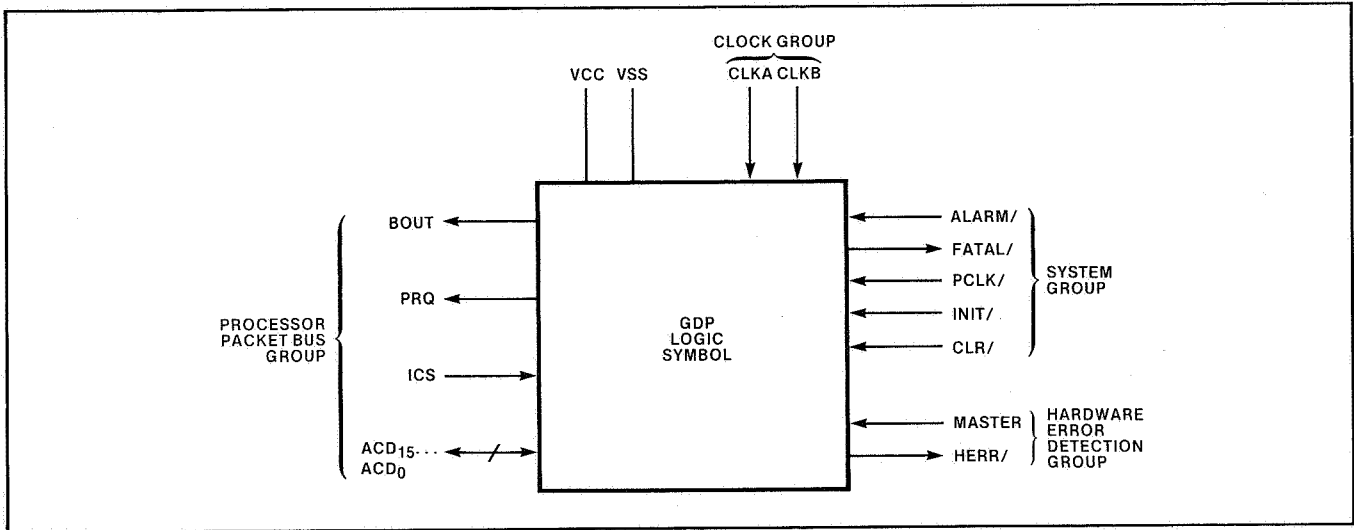 CLOCK GROUP
VCC VSS CLKA CLKB
BOUT
PRQ
ICS
ACD15...
ACD0
PROCESSOR
PACKET BUS
GROUP
GDP
LOGIC
SYMBOL
ALARM/
FATAL/
PCLK/
INIT/
CLR/
SYSTEM
GROUP
MASTER
HERR/
HARDWARE
ERROR
DETECTION
GROUP